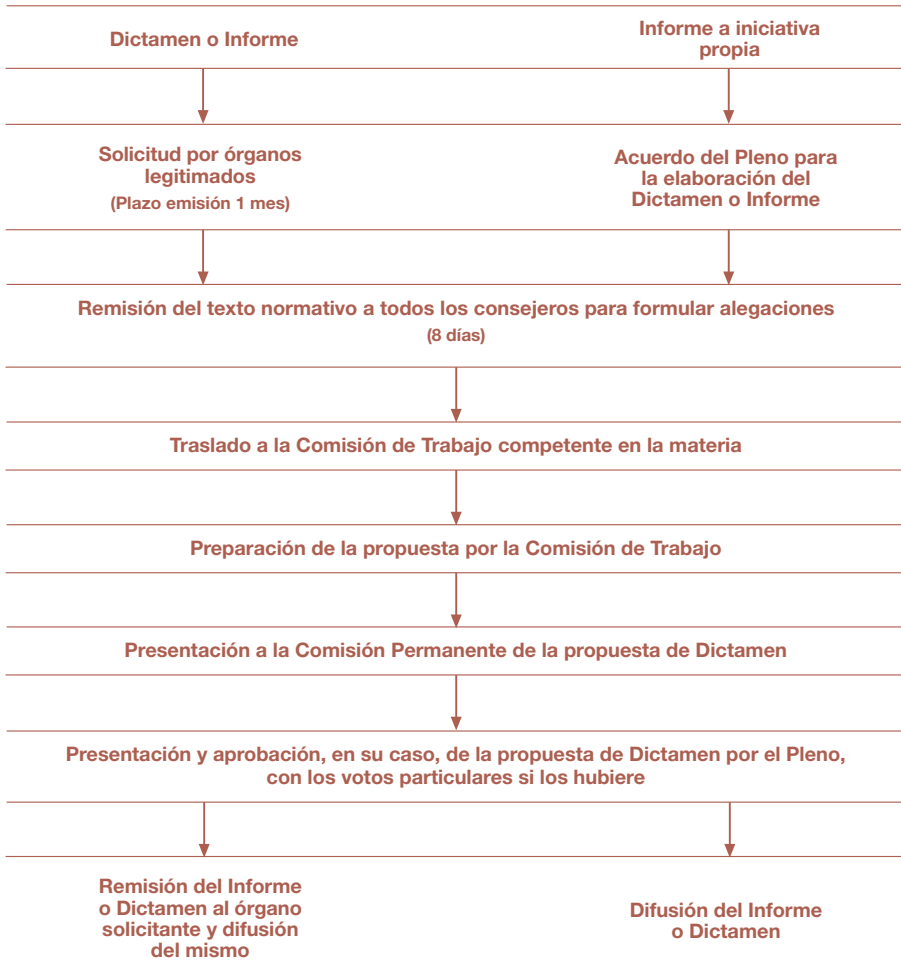 Dictamen o Informe
Informe a iniciativa
propia
Solicitud por órganos
legitimados
(Plazo emisión 1 mes)
Acuerdo del Pleno para
la elaboración del
Dictamen o Informe
Remisión del texto normativo a todos los consejeros para formular alegaciones
(8 días)
Traslado a la Comisión de Trabajo competente en la materia
Preparación de la propuesta por la Comisión de Trabajo
Presentación a la Comisión Permanente de la propuesta de Dictamen
Presentación y aprobación, en su caso, de la propuesta de Dictamen por el Pleno,
con los votos particulares si los hubiere
Remisión del Informe
o Dictamen al órgano
solicitante y difusión
del mismo
Difusión del Informe
o Dictamen